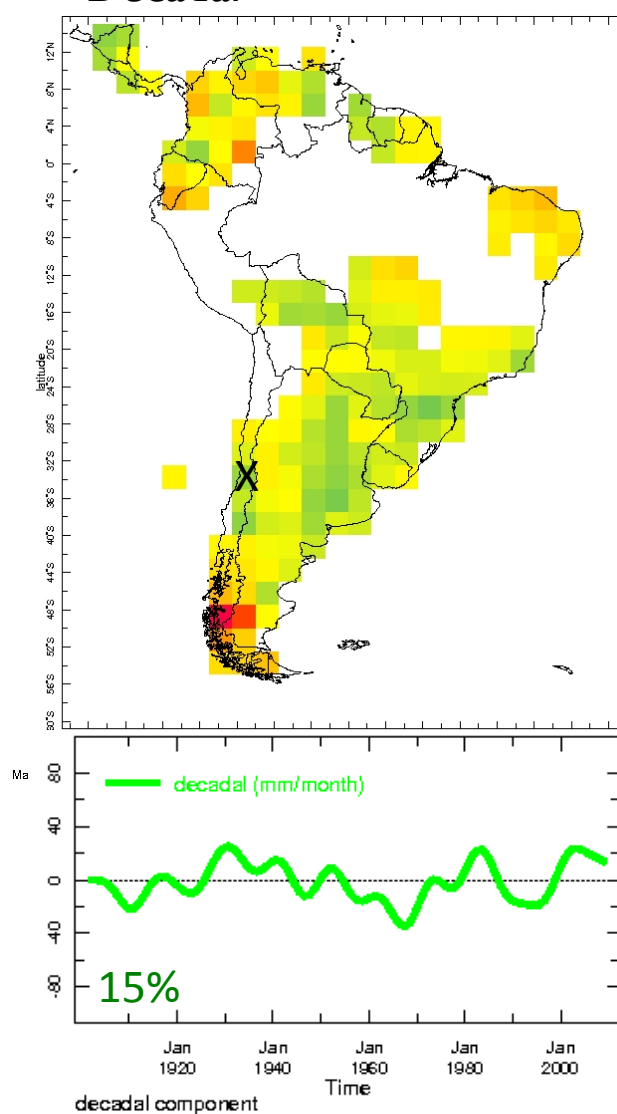 12°N
8°N
4°N
0°
4°S
8°S
12°S
16°S
20°S
24°S
28°S
32°S
36°S
40°S
44°S
48°S
52°S
56°S
60°S
latitude
X
Ma
80
40
0
-40
-80
decadal (mm/month)
15%
Jan Jan Jan Jan Jan
1920 1940 1960 1980 2000
Time
decadal component